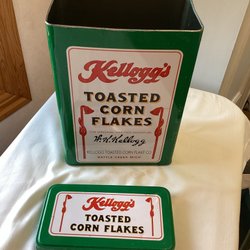 Kellogg's
TOASTED
CORN
FLAKES
W.K.Kellogg
KELLOGG TOASTED CORN FLAKE CO.
BATTLE CREEK, MICH.
Kellogg's
TOASTED
CORN FLAKES